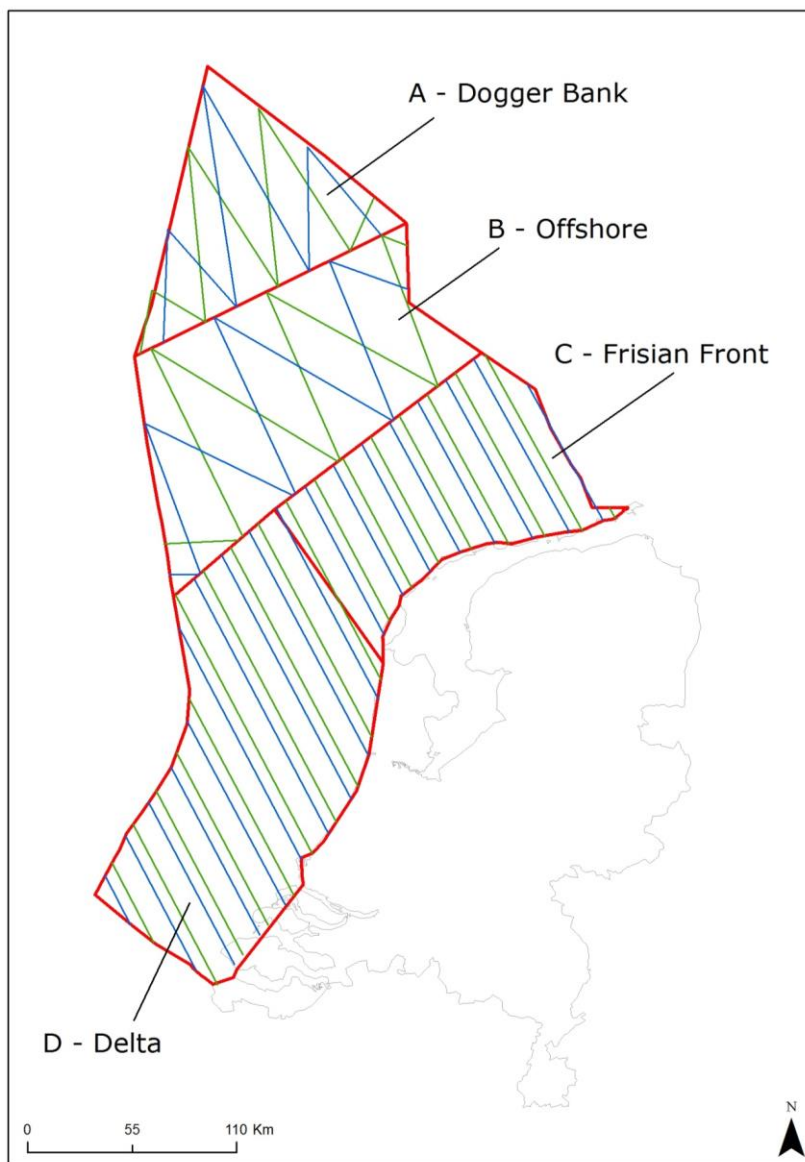 A - Dogger Bank
B - Offshore
C - Frisian Front
D - Delta
0 55 110 Km
N